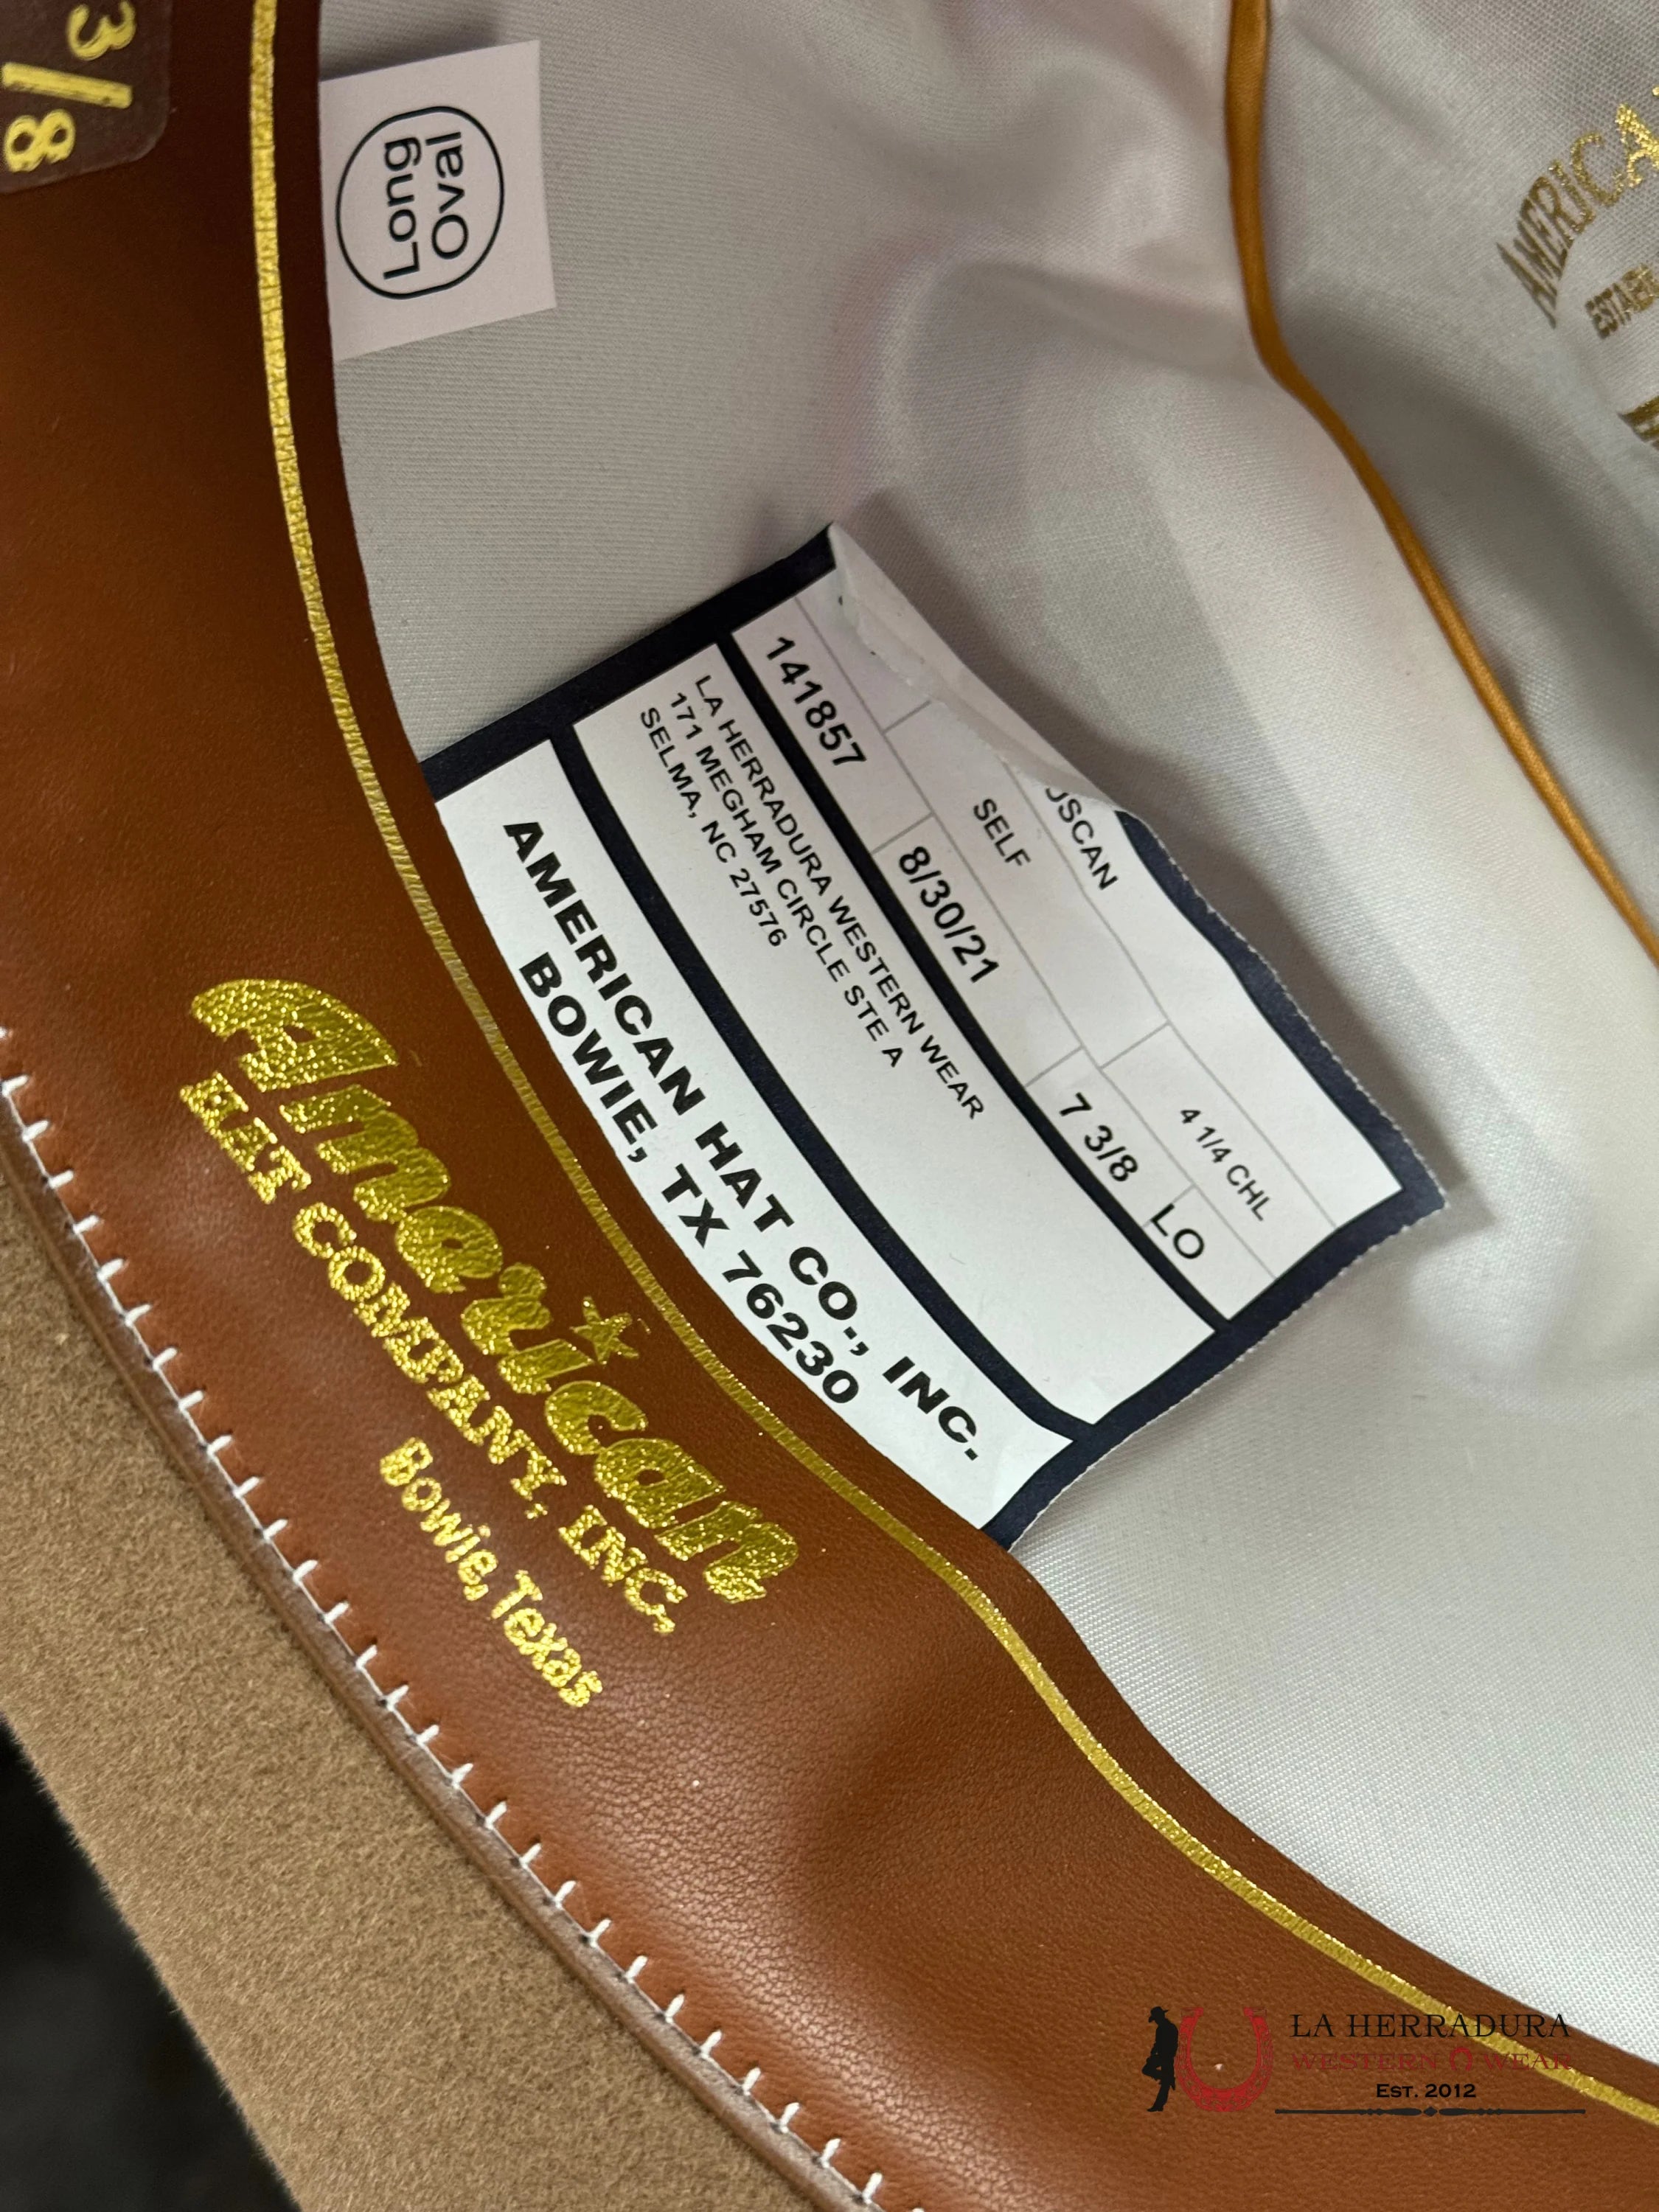 3/8
Long
Oval
SELF
4 1/4 CHL
141857
8/30/21
7 3/8
LO
LA HERRADURA WESTERN WEAR
171 MEGHAM CIRCLE STE A
SELMA, NC 27576
AMERICAN HAT CO., INC.
BOWIE, TX 76230
American
HAT COMPANY, INC.
Bowie, Texas
LA HERRADURA
WESTERN WEAR
EST. 2012